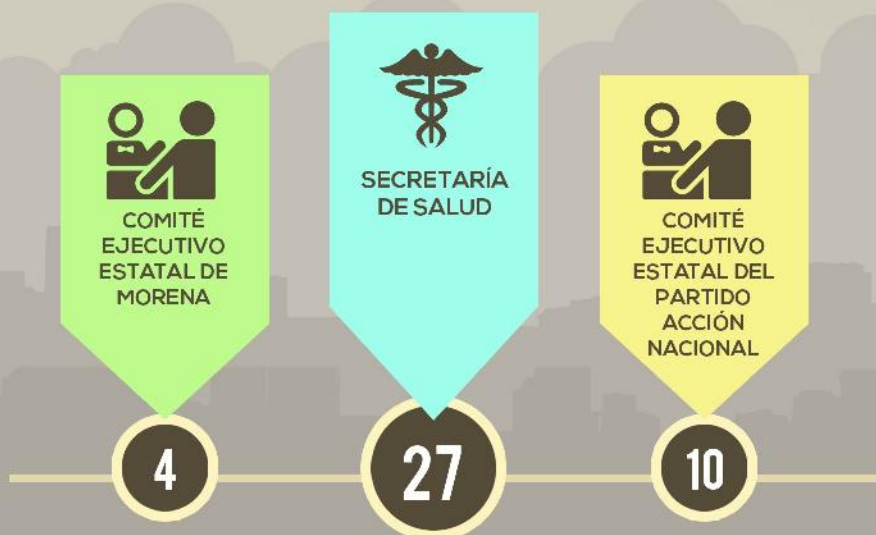 COMITÉ
EJECUTIVO
ESTATAL DE
MORENA
4
SECRETARÍA
DE SALUD
27
COMITÉ
EJECUTIVO
ESTATAL DEL
PARTIDO
ACCIÓN
NACIONAL
10